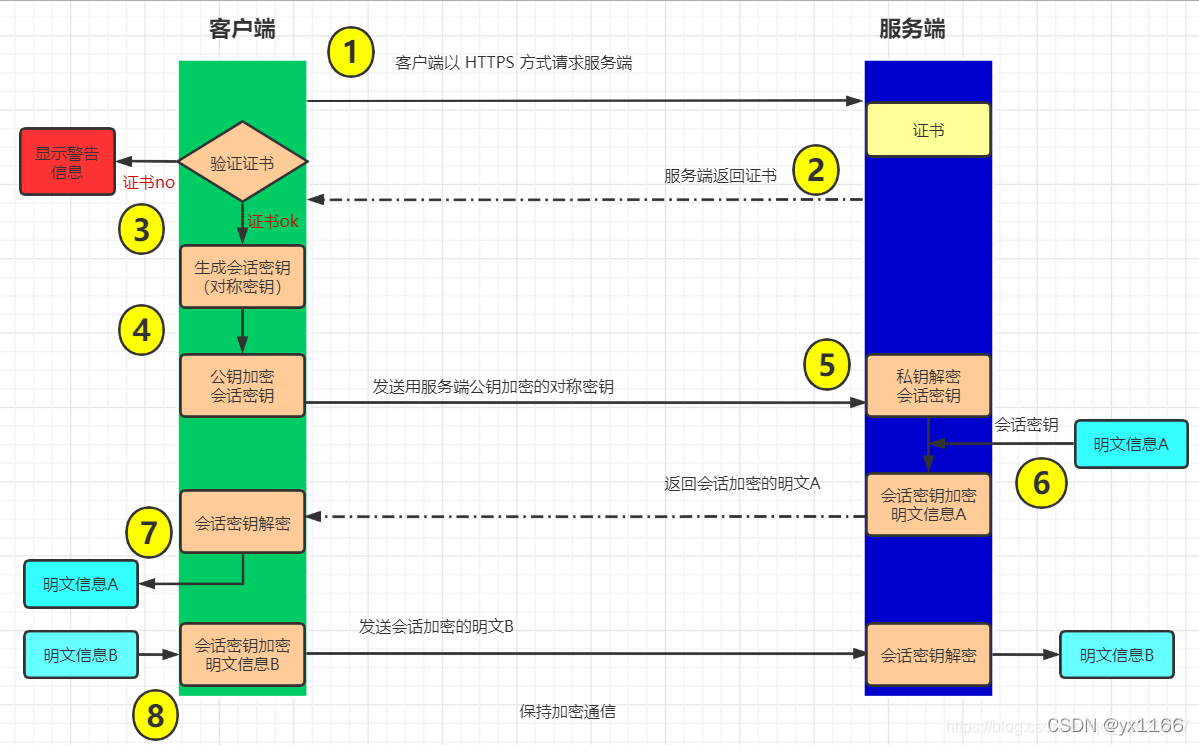 客户端
服务端
1
客户端以 HTTPS 方式请求服务端
证书
显示警告
信息
验证证书
证书no
服务端返回证书
2
3
证书ok
生成会话密钥
（对称密钥）
4
公钥加密
会话密钥
发送用服务端公钥加密的对称密钥
5
私钥解密
会话密钥
会话密钥
明文信息A
6
返回会话加密的明文A
会话密钥加密
明文信息A
7
会话密钥解密
明文信息A
发送会话加密的明文B
明文信息B
会话密钥加密
明文信息B
会话密钥解密
明文信息B
8
保持加密通信
CSDN @yx1166